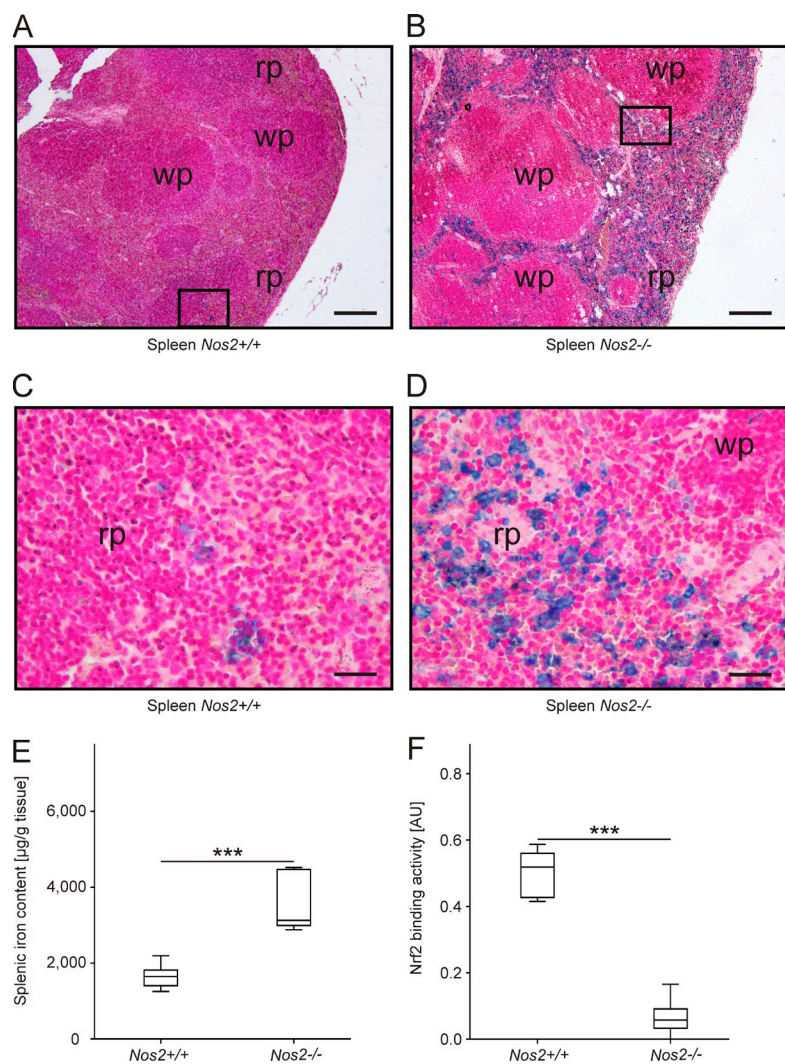 A
B
rp
wp
wp
rp
wp
wp
wp
rp
Spleen Nos2+/+
Spleen Nos2-/-
C
D
rp
wp
rp
Spleen Nos2+/+
Spleen Nos2-/-
E
F
Splenic iron content [µg/g tissue]
6,000
4,000
2,000
0
***
Nos2+/+
Nos2-/-
Nrf2 binding activity [AU]
0.8
0.6
0.4
0.2
0.0
***
Nos2+/+
Nos2-/-